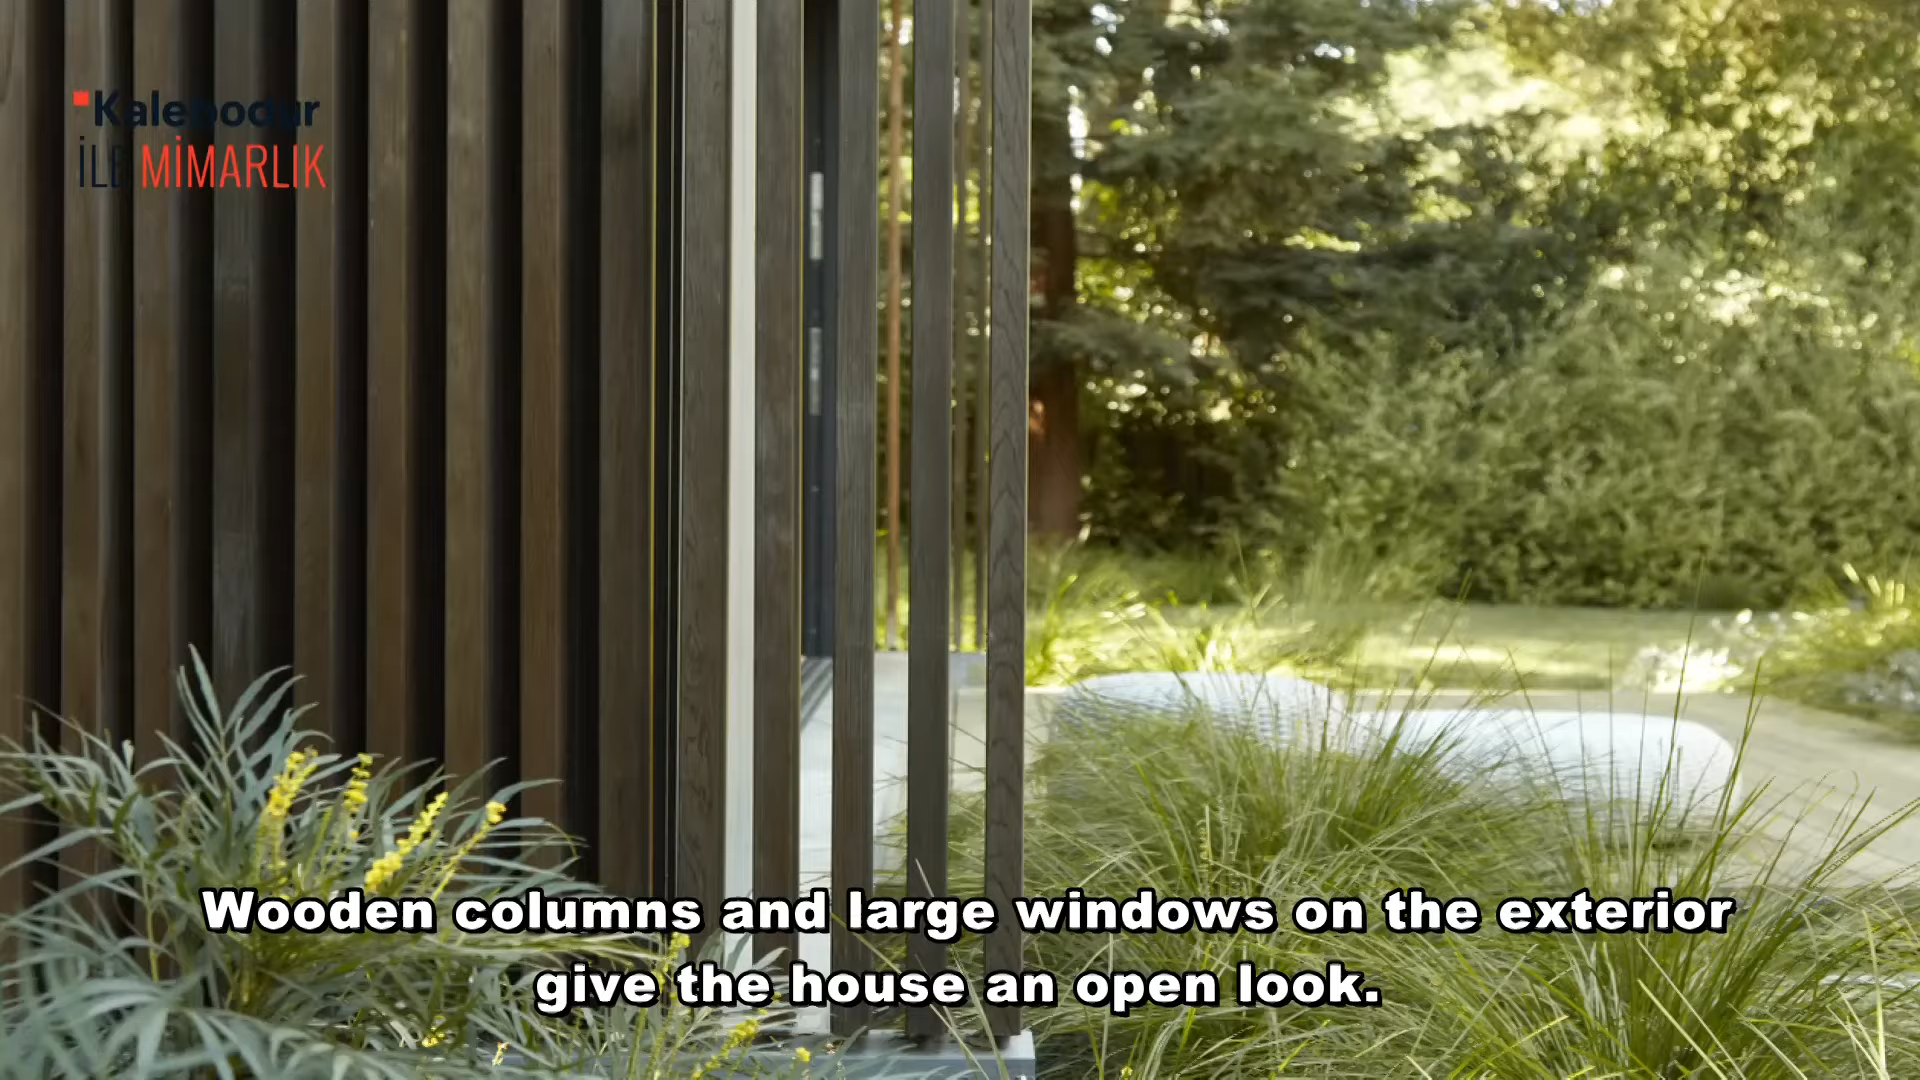 Kalebodur
İLE MİMARLIK
Wooden columns and large windows on the exterior
give the house an open look.